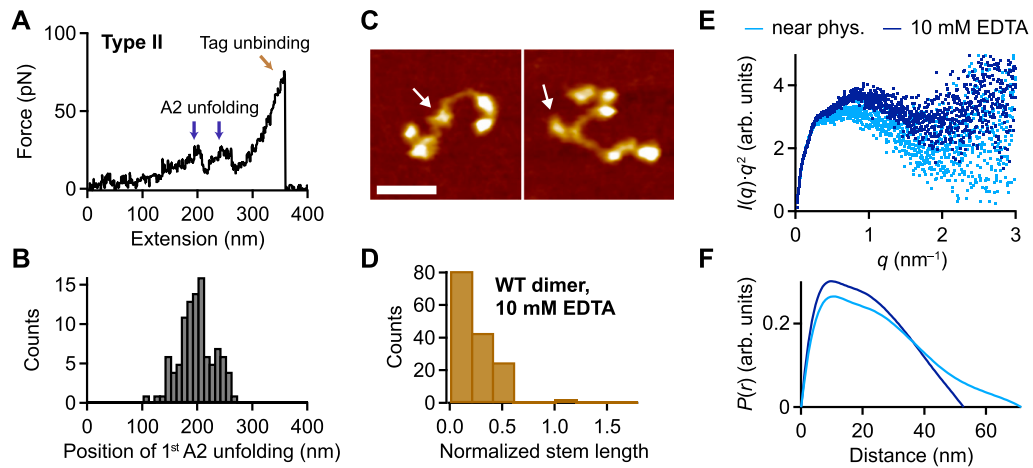 A
Type II
Tag unbinding
A2 unfolding
Force (pN)
100
50
0
0 100 200 300 400
Extension (nm)
B
Counts
15
10
5
0
0 100 200 300 400
Position of 1st A2 unfolding (nm)
C
D
WT dimer,
10 mM EDTA
Counts
80
60
40
20
0
0.0 0.5 1.0 1.5
Normalized stem length
E
near phys. 10 mM EDTA
I(q)·q² (arb. units)
4
2
0
0 1 2 3
q (nm⁻¹)
F
P(r) (arb. units)
0.2
0
0 20 40 60
Distance (nm)